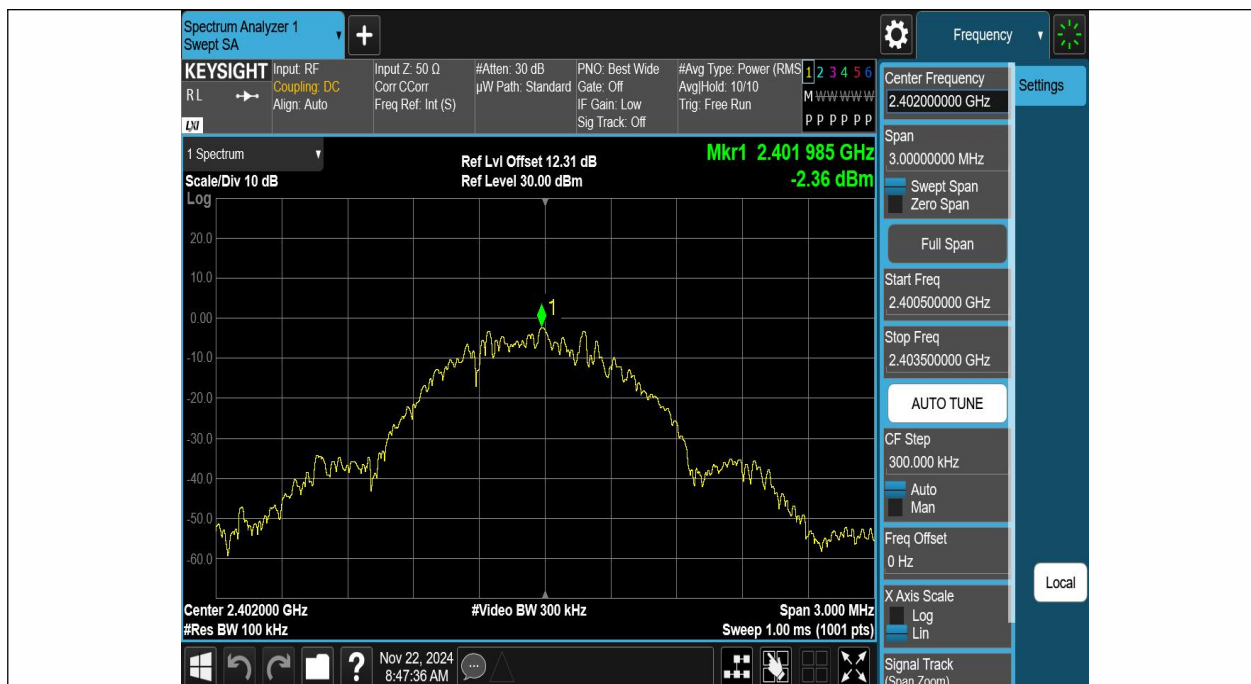 Spectrum Analyzer 1
Swept SA
+
Frequency
KEYSIGHT
RL
LXI
Input: RF
Coupling: DC
Align: Auto
Input Z: 50 Ω
Corr CCorr
Freq Ref: Int (S)
#Atten: 30 dB
µW Path: Standard
PNO: Best Wide
Gate: Off
IF Gain: Low
Sig Track: Off
#Avg Type: Power (RMS
Avg|Hold: 10/10
Trig: Free Run
1 2 3 4 5 6
M W W W W W
P P P P P P
1 Spectrum
Scale/Div 10 dB
Ref Lvl Offset 12.31 dB
Ref Level 30.00 dBm
Mkr1 2.401 985 GHz
-2.36 dBm
Log
20.0
10.0
0.00
-10.0
-20.0
-30.0
-40.0
-50.0
-60.0
1
Center 2.402000 GHz
#Res BW 100 kHz
#Video BW 300 kHz
Span 3.000 MHz
Sweep 1.00 ms (1001 pts)
?
Nov 22, 2024
8:47:36 AM
Center Frequency
2.402000000 GHz
Span
3.00000000 MHz
Swept Span
Zero Span
Full Span
Start Freq
2.400500000 GHz
Stop Freq
2.403500000 GHz
AUTO TUNE
CF Step
300.000 kHz
Auto
Man
Freq Offset
0 Hz
X Axis Scale
Log
Lin
Signal Track
(Span Zoom)
Settings
Local